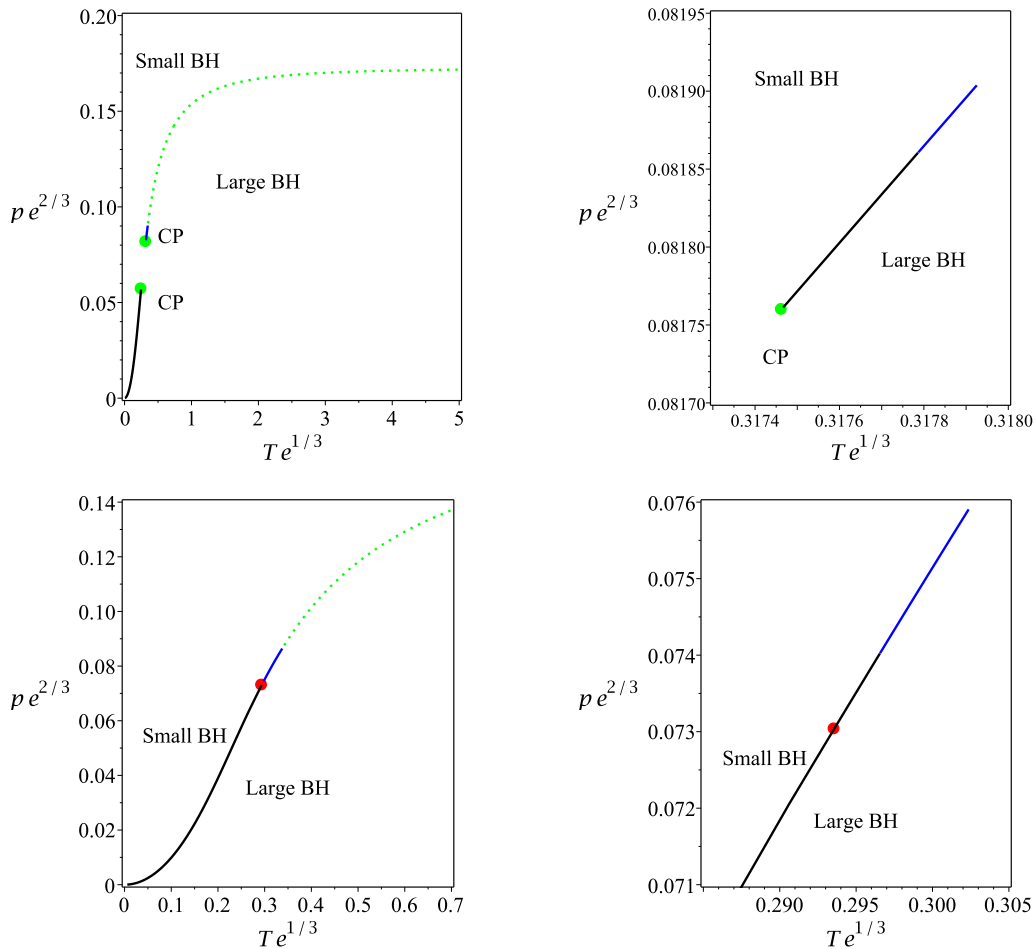 0.20
0.15
0.10
0.05
0
p e^{2/3}
Small BH
Large BH
CP
CP
0 1 2 3 4 5
T e^{1/3}
0.08195
0.08190
0.08185
0.08180
0.08175
0.08170
p e^{2/3}
Small BH
Large BH
CP
0.3174 0.3176 0.3178 0.3180
T e^{1/3}
0.14
0.12
0.10
0.08
0.06
0.04
0.02
0
p e^{2/3}
Small BH
Large BH
0 0.1 0.2 0.3 0.4 0.5 0.6 0.7
T e^{1/3}
0.076
0.075
0.074
0.073
0.072
0.071
p e^{2/3}
Small BH
Large BH
0.290 0.295 0.300 0.305
T e^{1/3}